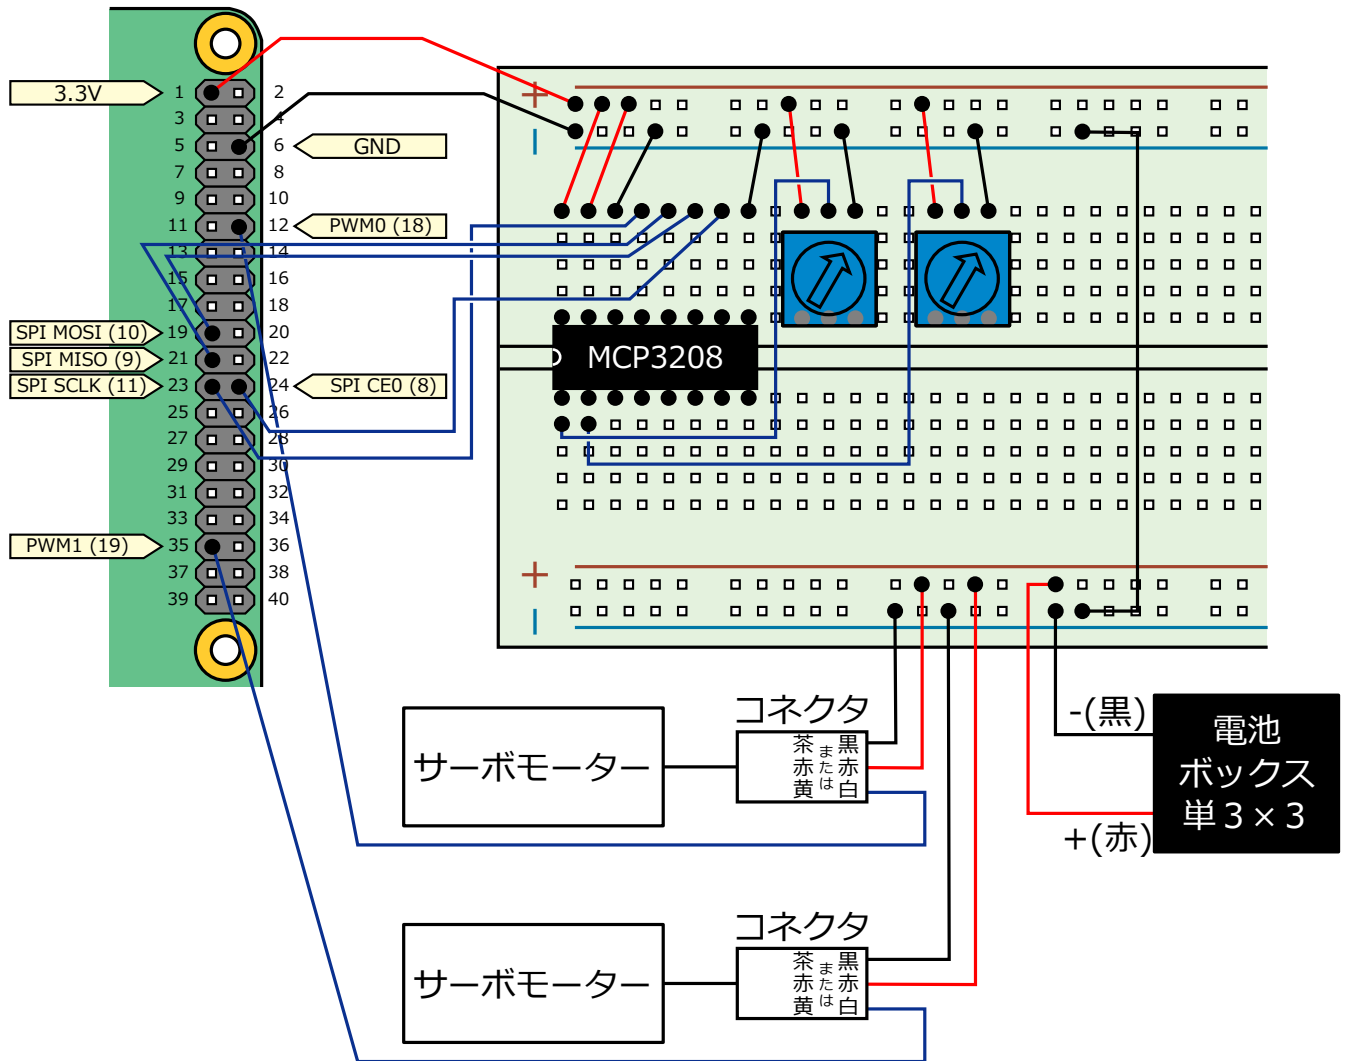 3.3V
1 2
3 4
5 6
GND
7 8
9 10
11 12
PWM0 (18)
13 14
15 16
17 18
SPI MOSI (10)
19 20
SPI MISO (9)
21 22
SPI SCLK (11)
23 24
SPI CE0 (8)
25 26
27 28
29 30
31 32
33 34
PWM1 (19)
35 36
37 38
39 40
+
-
MCP3208
+
-
コネクタ
サーボモーター
茶 黒
赤 または 赤
黄 白
-(黒)
+(赤)
電池
ボックス
単3×3
コネクタ
サーボモーター
茶 黒
赤 または 赤
黄 白